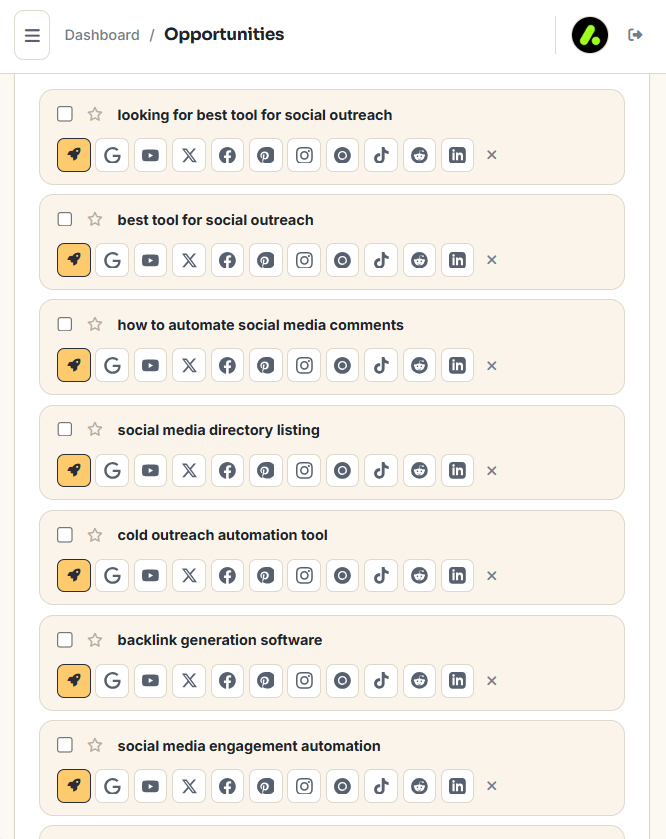 Dashboard / Opportunities
looking for best tool for social outreach
best tool for social outreach
how to automate social media comments
social media directory listing
cold outreach automation tool
backlink generation software
social media engagement automation